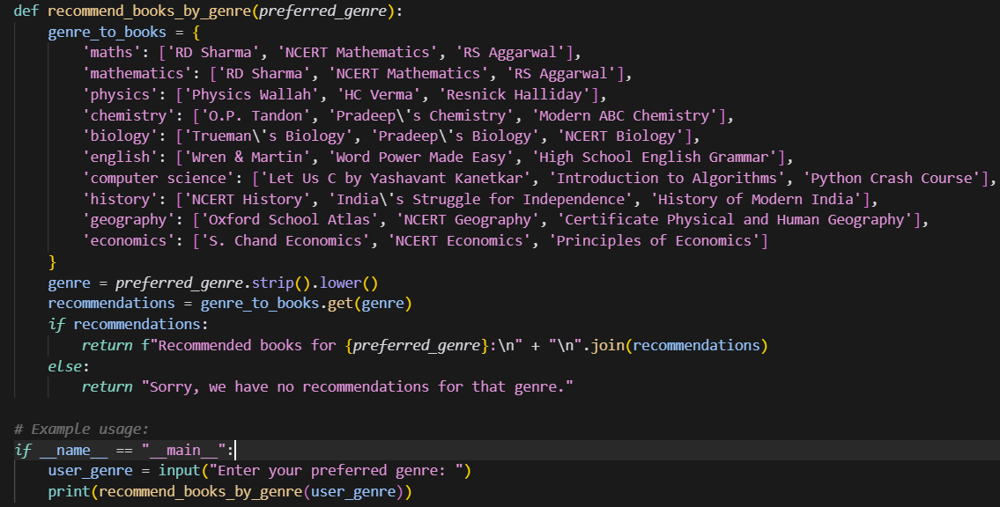 def recommend_books_by_genre(preferred_genre):
    genre_to_books = {
        'maths': ['RD Sharma', 'NCERT Mathematics', 'RS Aggarwal'],
        'mathematics': ['RD Sharma', 'NCERT Mathematics', 'RS Aggarwal'],
        'physics': ['Physics Wallah', 'HC Verma', 'Resnick Halliday'],
        'chemistry': ['O.P. Tandon', 'Pradeep\'s Chemistry', 'Modern ABC Chemistry'],
        'biology': ['Trueman\'s Biology', 'Pradeep\'s Biology', 'NCERT Biology'],
        'english': ['Wren & Martin', 'Word Power Made Easy', 'High School English Grammar'],
        'computer science': ['Let Us C by Yashavant Kanetkar', 'Introduction to Algorithms', 'Python Crash Course'],
        'history': ['NCERT History', 'India\'s Struggle for Independence', 'History of Modern India'],
        'geography': ['Oxford School Atlas', 'NCERT Geography', 'Certificate Physical and Human Geography'],
        'economics': ['S. Chand Economics', 'NCERT Economics', 'Principles of Economics']
    }
    genre = preferred_genre.strip().lower()
    recommendations = genre_to_books.get(genre)
    if recommendations:
        return f"Recommended books for {preferred_genre}:\n" + "\n".join(recommendations)
    else:
        return "Sorry, we have no recommendations for that genre."

# Example usage:
if __name__ == "__main__":
    user_genre = input("Enter your preferred genre: ")
    print(recommend_books_by_genre(user_genre))